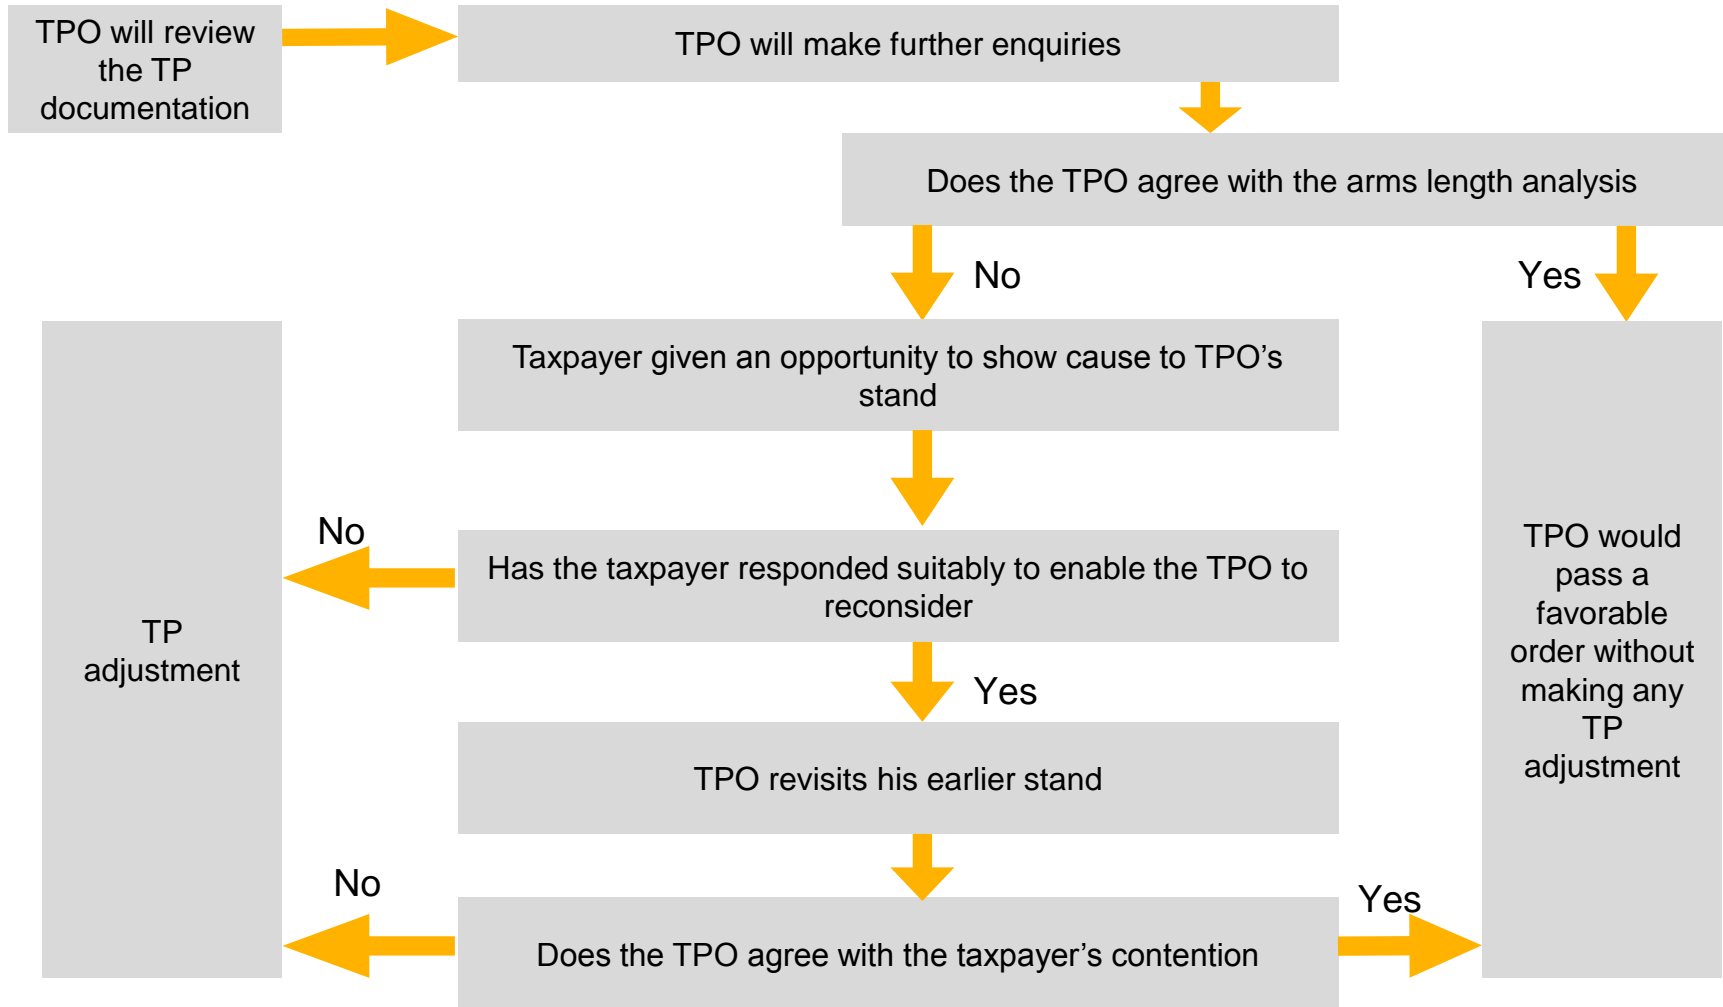 TPO will review
the TP
documentation
TPO will make further enquiries
Does the TPO agree with the arms length analysis
No
Yes
Taxpayer given an opportunity to show cause to TPO’s
stand
No
Has the taxpayer responded suitably to enable the TPO to
reconsider
TP
adjustment
TPO would
pass a
favorable
order without
making any
TP
adjustment
Yes
TPO revisits his earlier stand
No
Yes
Does the TPO agree with the taxpayer’s contention